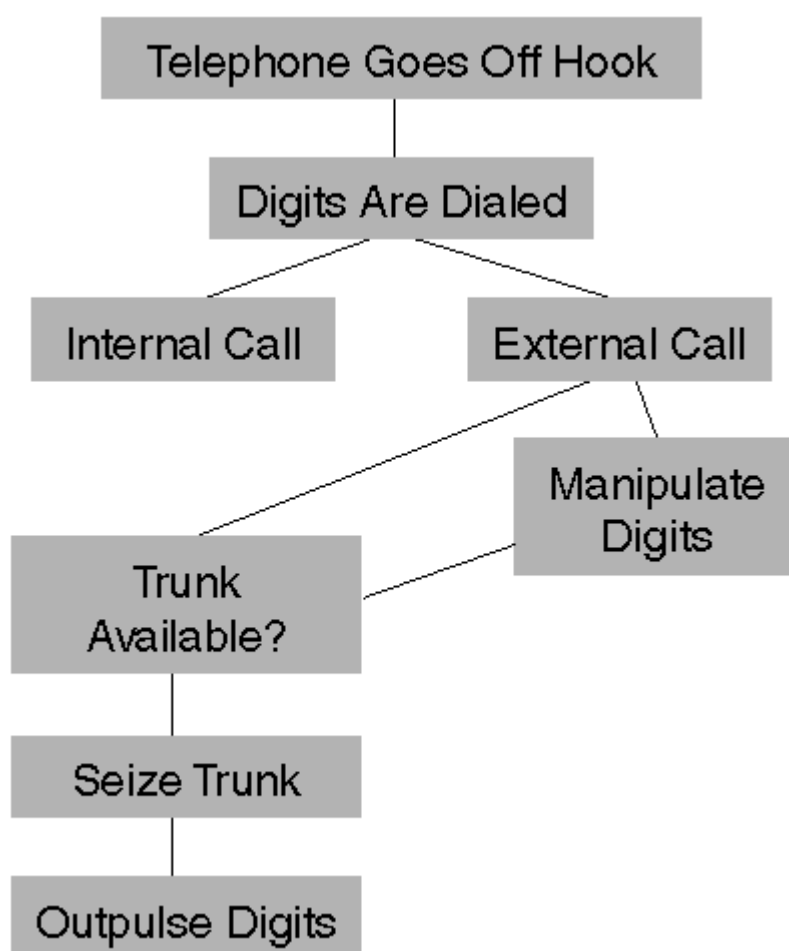 Telephone Goes Off Hook
Digits Are Dialed
Internal Call
External Call
Manipulate
Digits
Trunk
Available?
Seize Trunk
Outpulse Digits